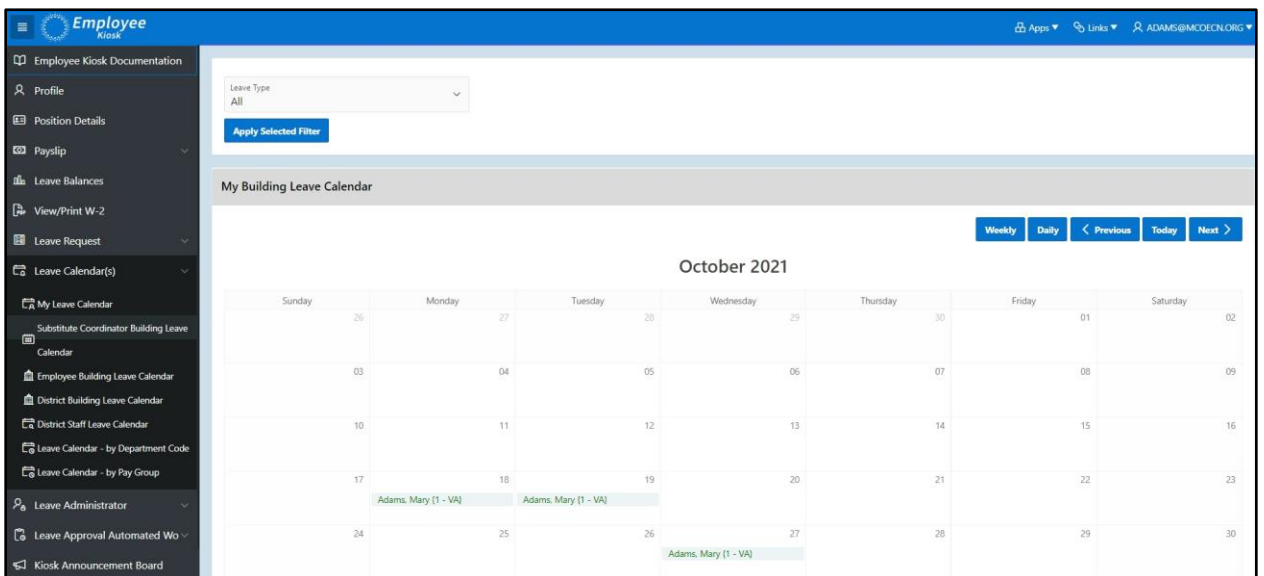 Employee
Kiosk
Apps
Links
ADAMS@MCOECN.ORG
Employee Kiosk Documentation
Profile
Position Details
Payslip
Leave Balances
View/Print W-2
Leave Request
Leave Calendar(s)
My Leave Calendar
Substitute Coordinator Building Leave
Calendar
Employee Building Leave Calendar
District Building Leave Calendar
District Staff Leave Calendar
Leave Calendar - by Department Code
Leave Calendar - by Pay Group
Leave Administrator
Leave Approval Automated Wo
Kiosk Announcement Board
Leave Type
All
Apply Selected Filter
My Building Leave Calendar
Weekly Daily < Previous Today Next >
October 2021
Sunday Monday Tuesday Wednesday Thursday Friday Saturday
26 27 28 29 30 01 02
03 04 05 06 07 08 09
10 11 12 13 14 15 16
17 18 19 20 21 22 23
Adams, Mary {1 - VA} Adams, Mary {1 - VA}
24 25 26 27 28 29 30
Adams, Mary {1 - VA}